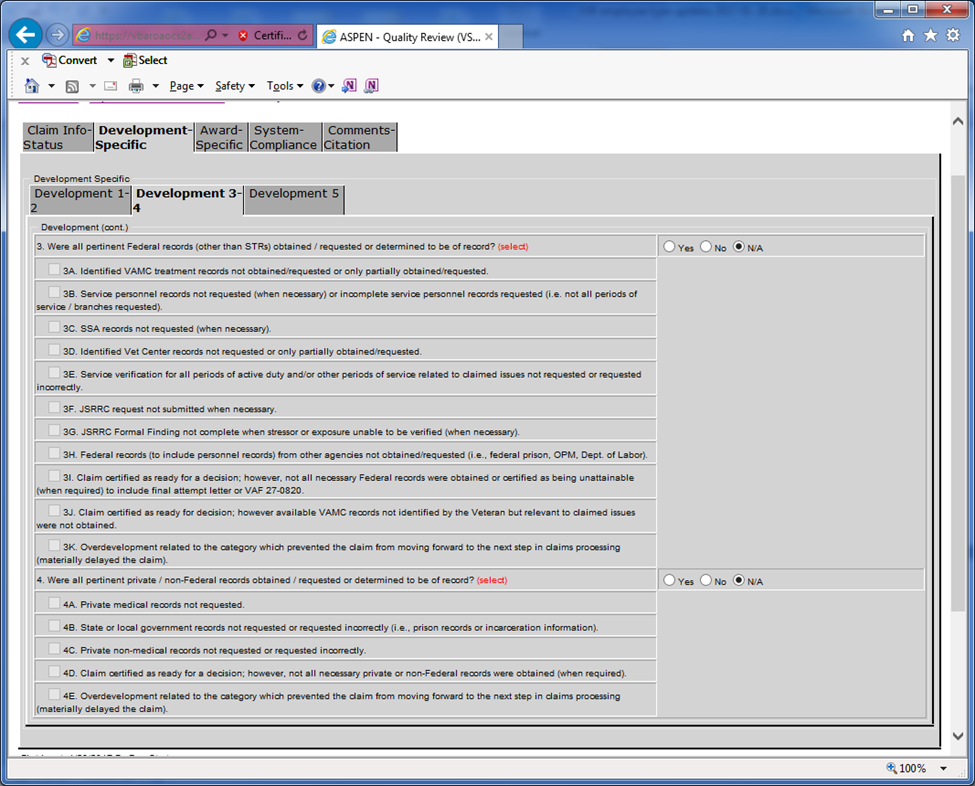 https://vbaroaocs2a...
Certifi...
ASPEN - Quality Review (VS...
Convert
Select
Page
Safety
Tools
Claim Info-
Status
Development-
Specific
Award-
Specific
System-
Compliance
Comments-
Citation
Development Specific
Development 1-
2
Development 3-
4
Development 5
Development (cont.)
3. Were all pertinent Federal records (other than STRs) obtained / requested or determined to be of record? (select)
Yes No N/A
3A. Identified VAMC treatment records not obtained/requested or only partially obtained/requested.
3B. Service personnel records not requested (when necessary) or incomplete service personnel records requested (i.e. not all periods of
service / branches requested).
3C. SSA records not requested (when necessary).
3D. Identified Vet Center records not requested or only partially obtained/requested.
3E. Service verification for all periods of active duty and/or other periods of service related to claimed issues not requested or requested
incorrectly.
3F. JSRRC request not submitted when necessary.
3G. JSRRC Formal Finding not complete when stressor or exposure unable to be verified (when necessary).
3H. Federal records (to include personnel records) from other agencies not obtained/requested (i.e., federal prison, OPM, Dept. of Labor).
3I. Claim certified as ready for a decision; however, not all necessary Federal records were obtained or certified as being unattainable
(when required) to include final attempt letter or VAF 27-0820.
3J. Claim certified as ready for decision; however available VAMC records not identified by the Veteran but relevant to claimed issues
were not obtained.
3K. Overdevelopment related to the category which prevented the claim from moving forward to the next step in claims processing
(materially delayed the claim).
4. Were all pertinent private / non-Federal records obtained / requested or determined to be of record? (select)
Yes No N/A
4A. Private medical records not requested.
4B. State or local government records not requested or requested incorrectly (i.e., prison records or incarceration information).
4C. Private non-medical records not requested or requested incorrectly.
4D. Claim certified as ready for a decision; however, not all necessary private or non-Federal records were obtained (when required).
4E. Overdevelopment related to the category which prevented the claim from moving forward to the next step in claims processing
(materially delayed the claim).
100%